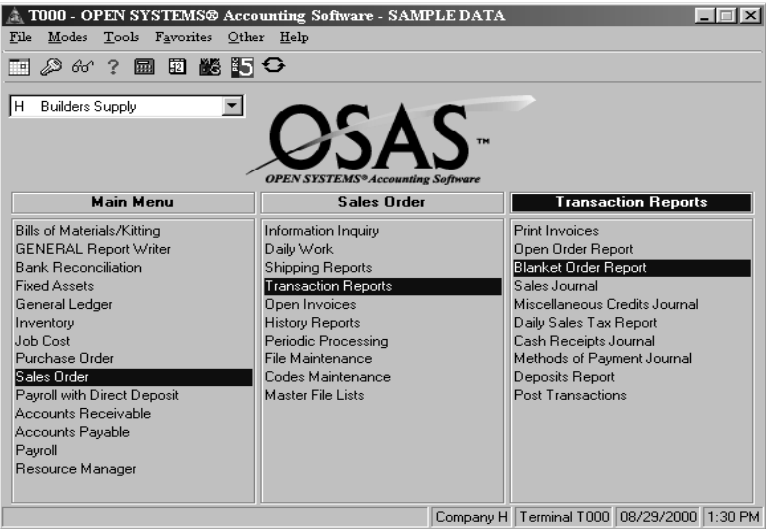 T000 - OPEN SYSTEMS® Accounting Software - SAMPLE DATA
File Modes Tools Favorites Other Help
H Builders Supply
OSAS™
OPEN SYSTEMS® Accounting Software
Main Menu
Bills of Materials/Kitting
GENERAL Report Writer
Bank Reconciliation
Fixed Assets
General Ledger
Inventory
Job Cost
Purchase Order
Sales Order
Payroll with Direct Deposit
Accounts Receivable
Accounts Payable
Payroll
Resource Manager
Sales Order
Information Inquiry
Daily Work
Shipping Reports
Transaction Reports
Open Invoices
History Reports
Periodic Processing
File Maintenance
Codes Maintenance
Master File Lists
Transaction Reports
Print Invoices
Open Order Report
Blanket Order Report
Sales Journal
Miscellaneous Credits Journal
Daily Sales Tax Report
Cash Receipts Journal
Methods of Payment Journal
Deposits Report
Post Transactions
Company H Terminal T000 08/29/2000 1:30 PM